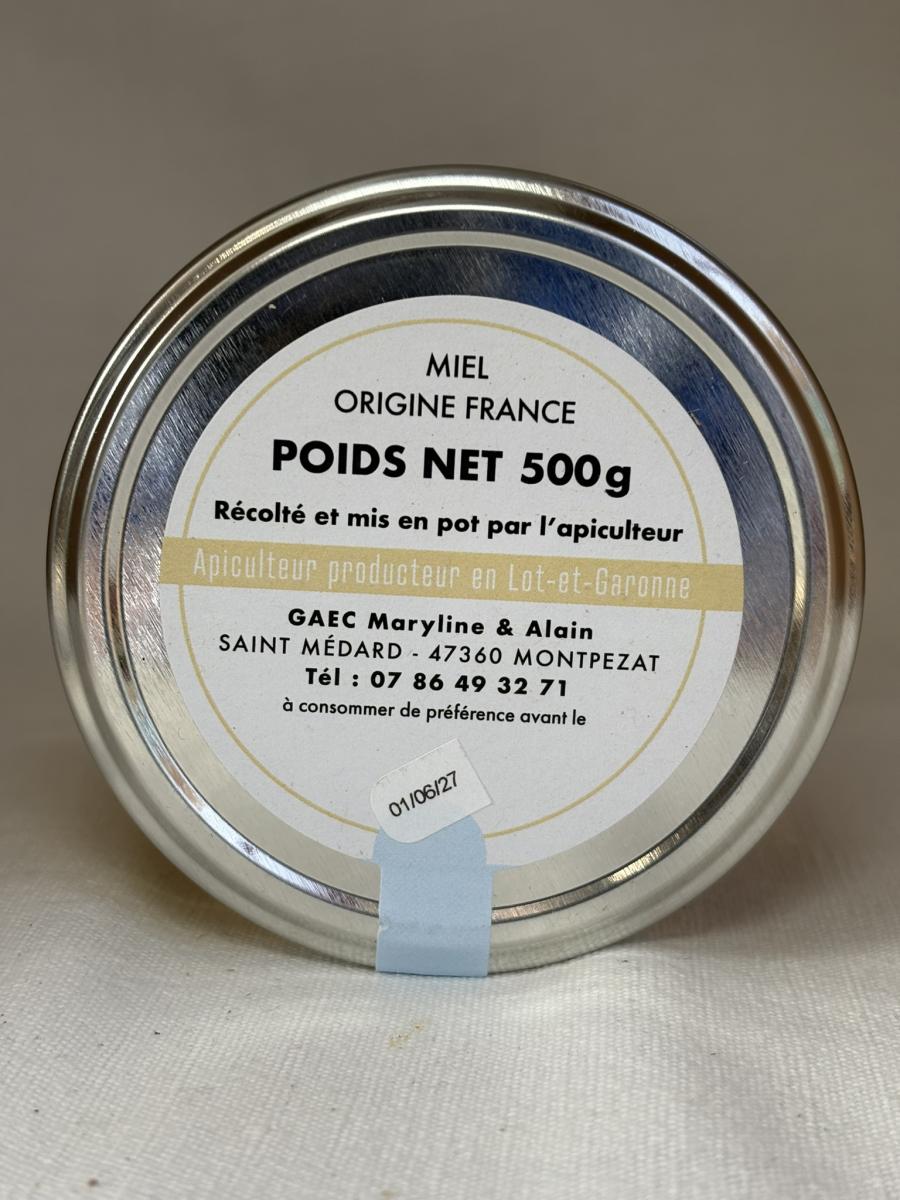 MIEL
ORIGINE FRANCE
POIDS NET 500g
Récolté et mis en pot par l'apiculteur
Apiculteur producteur en Lot-et-Garonne
GAEC Maryline & Alain
SAINT MÉDARD - 47360 MONTPEZAT
Tél : 07 86 49 32 71
à consommer de préférence avant le
01/06/27